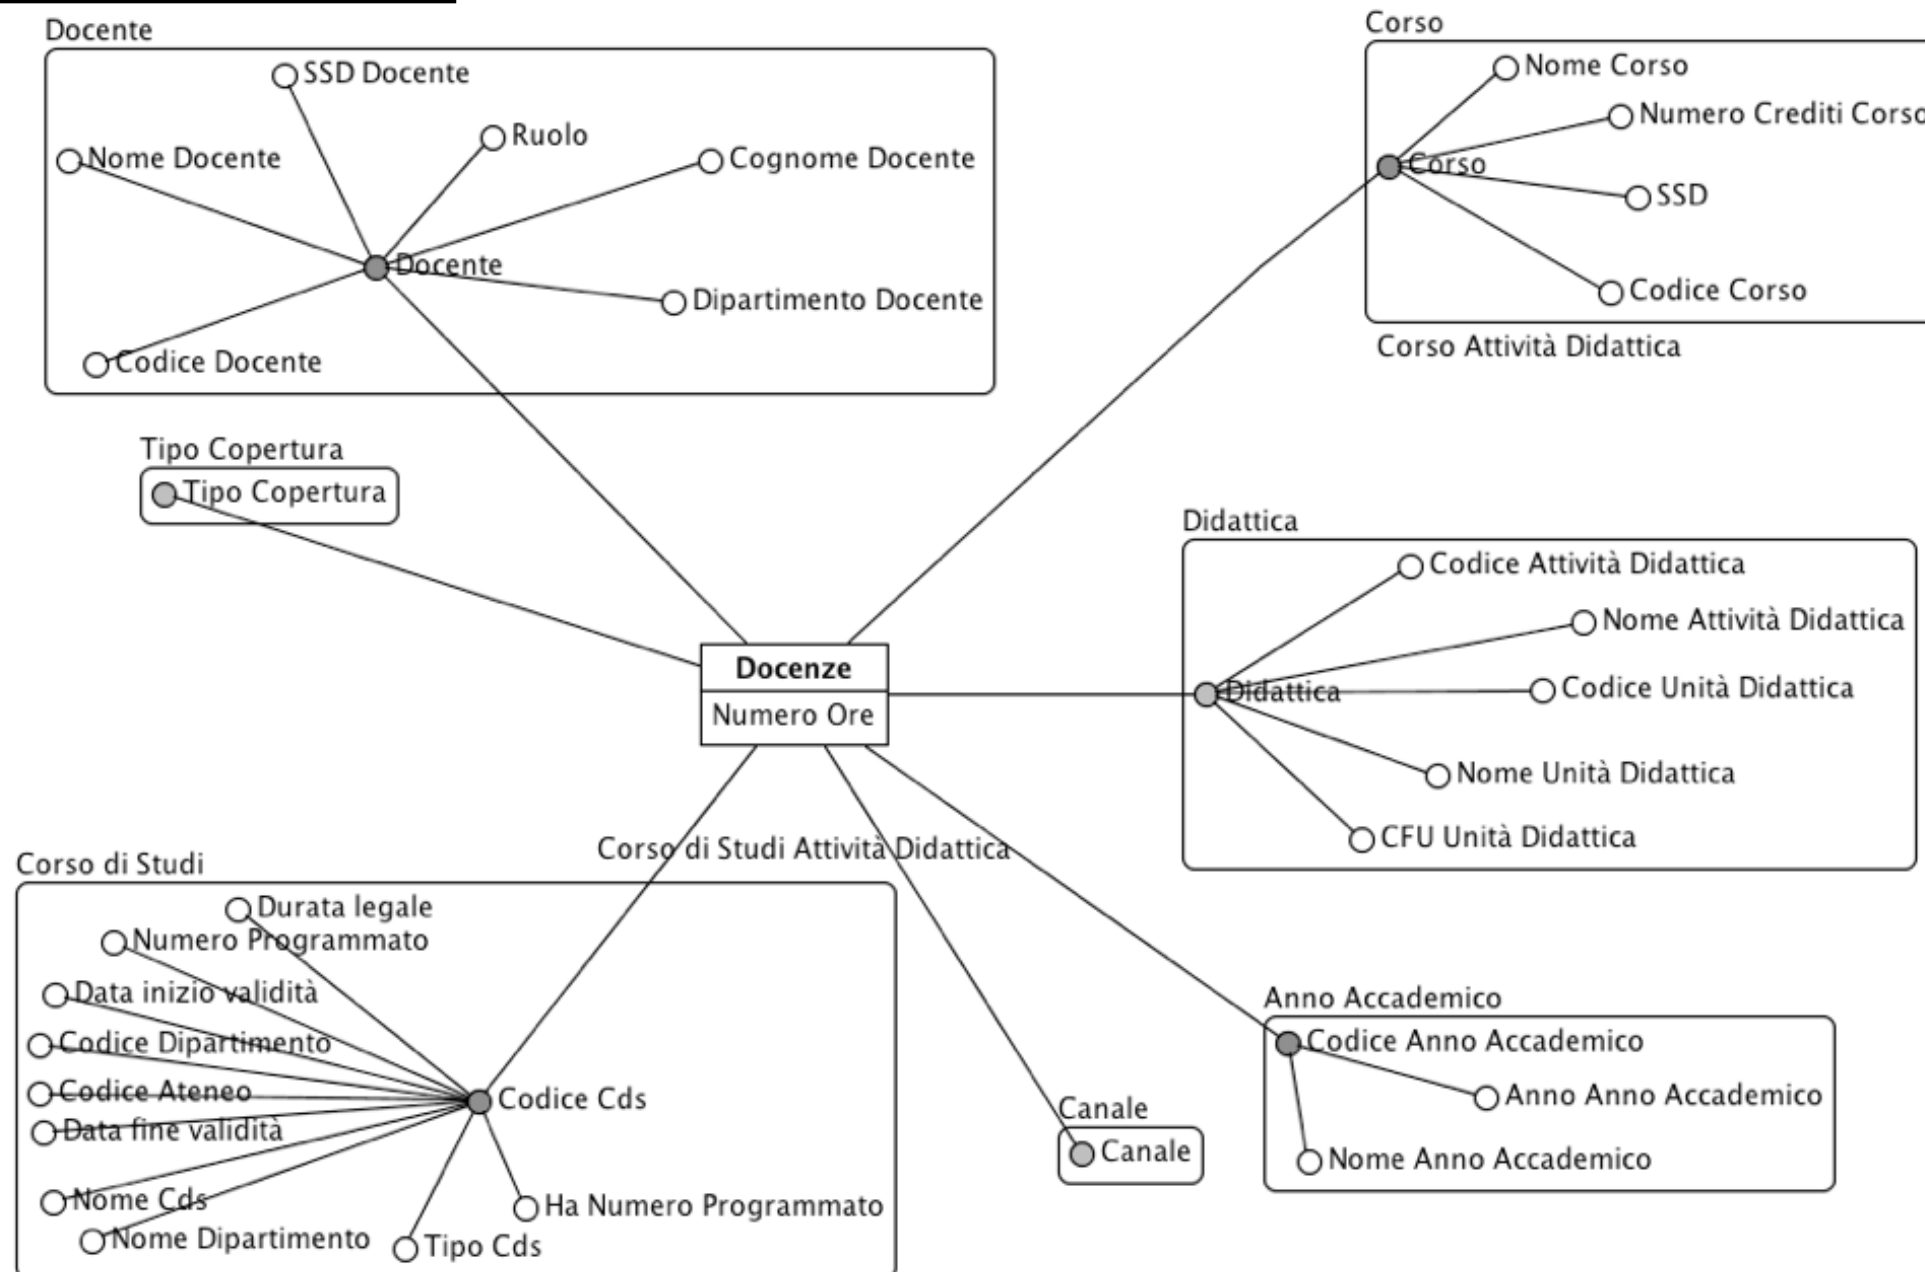 Docente
SSD Docente
Ruolo
Nome Docente
Cognome Docente
Docente
Dipartimento Docente
Codice Docente
Corso
Nome Corso
Numero Crediti Corso
Corso
SSD
Codice Corso
Corso Attività Didattica
Tipo Copertura
Tipo Copertura
Docenze
Numero Ore
Didattica
Codice Attività Didattica
Nome Attività Didattica
Didattica
Codice Unità Didattica
Nome Unità Didattica
CFU Unità Didattica
Corso di Studi Attività Didattica
Corso di Studi
Durata legale
Numero Programmato
Data inizio validità
Codice Dipartimento
Codice Ateneo
Data fine validità
Codice Cds
Nome Cds
Nome Dipartimento
Tipo Cds
Ha Numero Programmato
Canale
Canale
Anno Accademico
Codice Anno Accademico
Anno Anno Accademico
Nome Anno Accademico